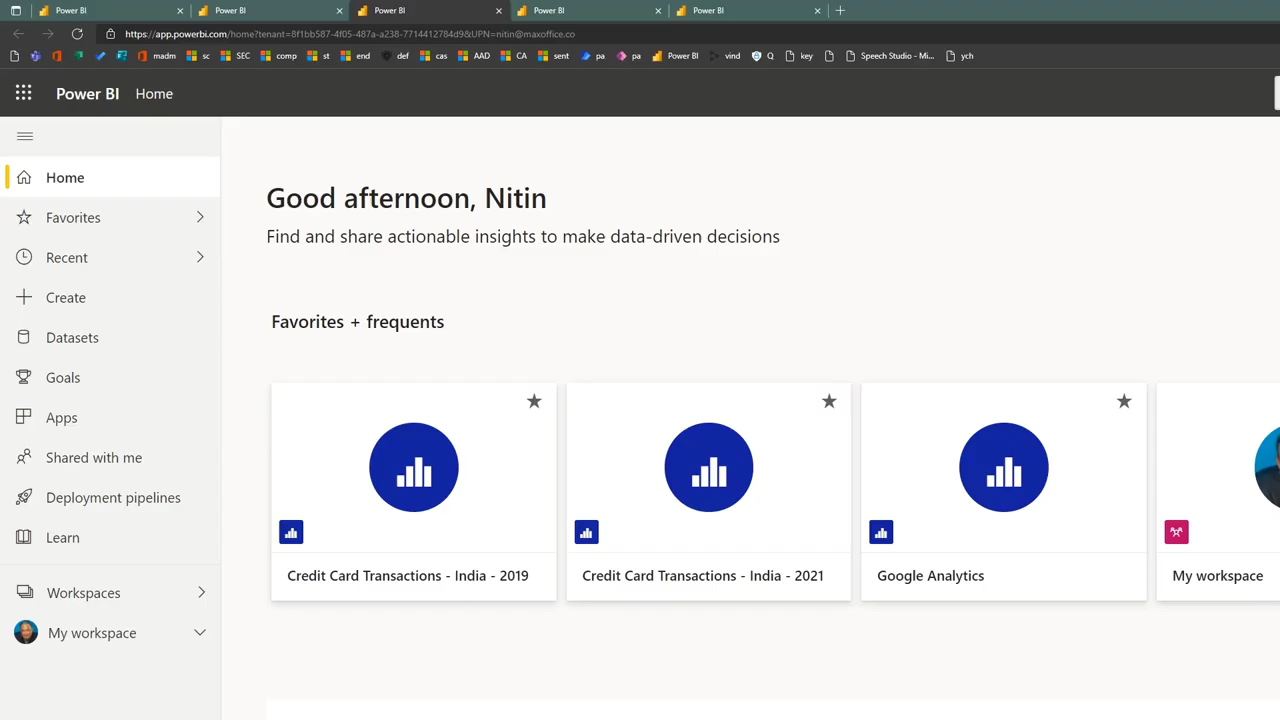 Power BI
Power BI
Power BI
Power BI
Power BI
https://app.powerbi.com/home?tenant=8f1bb587-4f05-487a-a238-7714412784d9&UPN=nitin@maxoffice.co
madm sc SEC comp st end def cas AAD CA sent pa pa Power BI vind Q key Speech Studio - Mi... ych
Power BI Home
Home
Favorites
Recent
Create
Datasets
Goals
Apps
Shared with me
Deployment pipelines
Learn
Workspaces
My workspace
Good afternoon, Nitin
Find and share actionable insights to make data-driven decisions
Favorites + frequents
Credit Card Transactions - India - 2019
Credit Card Transactions - India - 2021
Google Analytics
My workspace